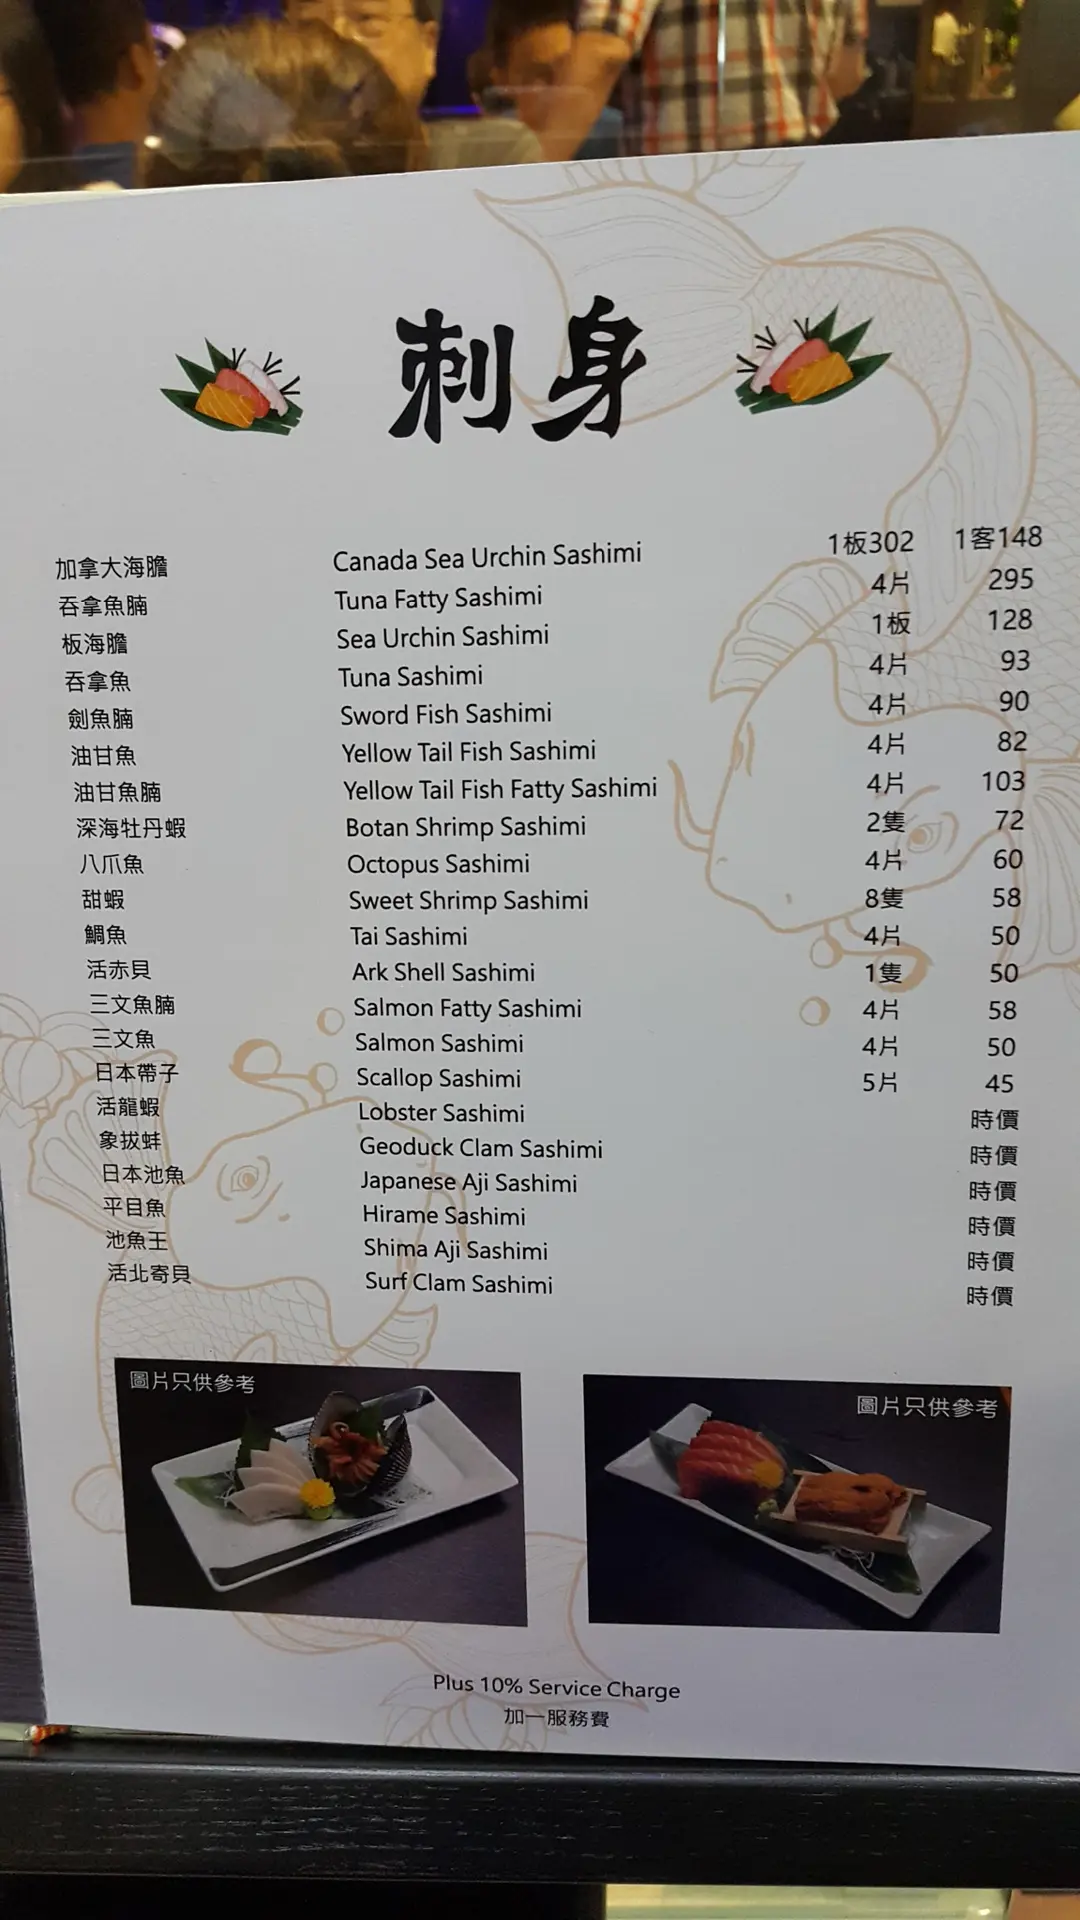 刺身
加拿大海膽 Canada Sea Urchin Sashimi 1板302 1客148
吞拿魚腩 Tuna Fatty Sashimi 4片 295
板海膽 Sea Urchin Sashimi 1板 128
吞拿魚 Tuna Sashimi 4片 93
劍魚腩 Sword Fish Sashimi 4片 90
油甘魚 Yellow Tail Fish Sashimi 4片 82
油甘魚腩 Yellow Tail Fish Fatty Sashimi 4片 103
深海牡丹蝦 Botan Shrimp Sashimi 2隻 72
八爪魚 Octopus Sashimi 4片 60
甜蝦 Sweet Shrimp Sashimi 8隻 58
鯛魚 Tai Sashimi 4片 50
活赤貝 Ark Shell Sashimi 1隻 50
三文魚腩 Salmon Fatty Sashimi 4片 58
三文魚 Salmon Sashimi 4片 50
日本帶子 Scallop Sashimi 5片 45
活龍蝦 Lobster Sashimi 時價
象拔蚌 Geoduck Clam Sashimi 時價
日本池魚 Japanese Aji Sashimi 時價
平目魚 Hirame Sashimi 時價
池魚王 Shima Aji Sashimi 時價
活北寄貝 Surf Clam Sashimi 時價
圖片只供參考
圖片只供參考
Plus 10% Service Charge
加一服務費